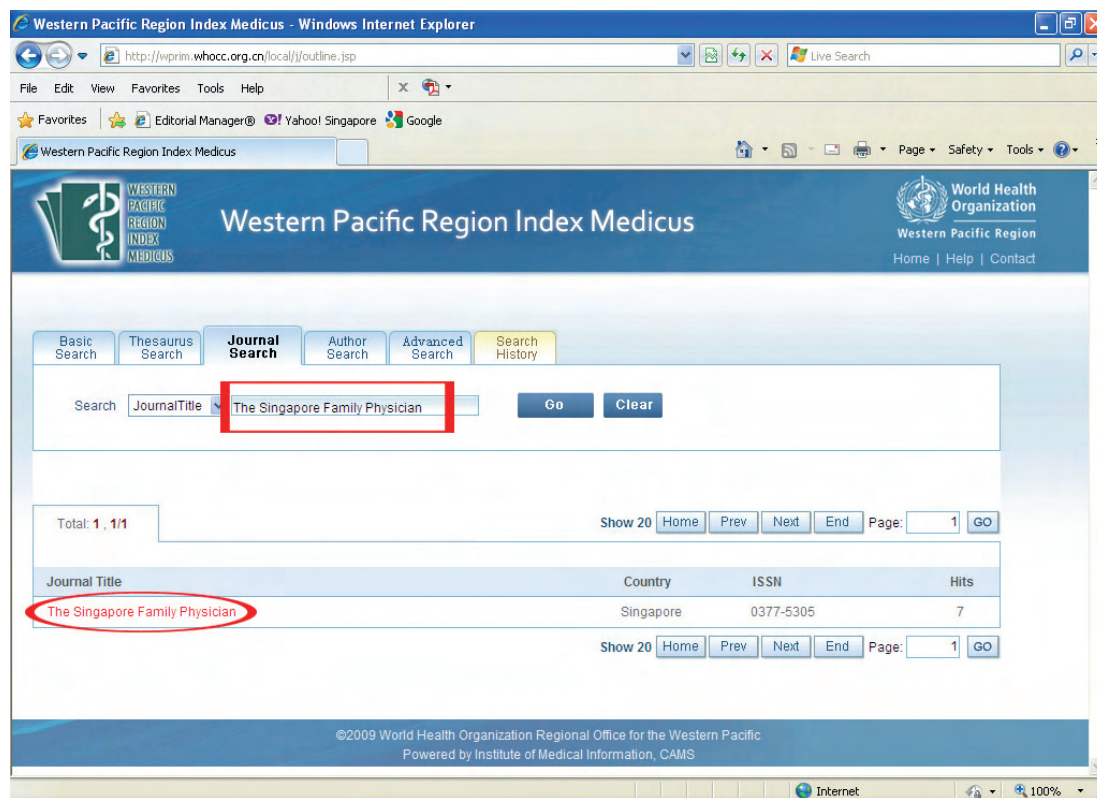 Western Pacific Region Index Medicus - Windows Internet Explorer
http://wprim.whocc.org.cn/local/j/outline.jsp
Live Search
File Edit View Favorites Tools Help
Favorites Editorial Manager® Yahoo! Singapore Google
Western Pacific Region Index Medicus
Page Safety Tools
WESTERN
PACIFIC
REGION
INDEX
MEDICUS
Western Pacific Region Index Medicus
World Health
Organization
Western Pacific Region
Home | Help | Contact
Basic
Search
Thesaurus
Search
Journal
Search
Author
Search
Advanced
Search
Search
History
Search JournalTitle The Singapore Family Physician Go Clear
Total: 1 , 1/1
Show 20 Home Prev Next End Page: 1 GO
Journal Title Country ISSN Hits
The Singapore Family Physician Singapore 0377-5305 7
Show 20 Home Prev Next End Page: 1 GO
©2009 World Health Organization Regional Office for the Western Pacific
Powered by Institute of Medical Information, CAMS
Internet 100%